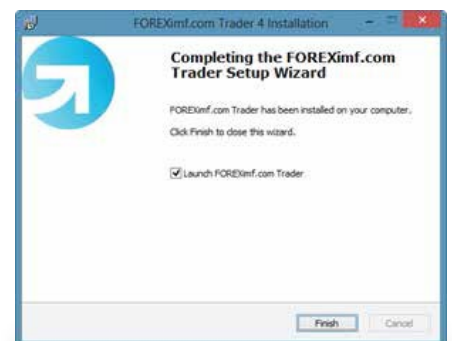 FOREXimf.com Trader 4 Installation
Completing the FOREXimf.com
Trader Setup Wizard
FOREXimf.com Trader has been installed on your computer.
Click Finish to close this wizard.
Launch FOREXimf.com Trader
Finish
Cancel